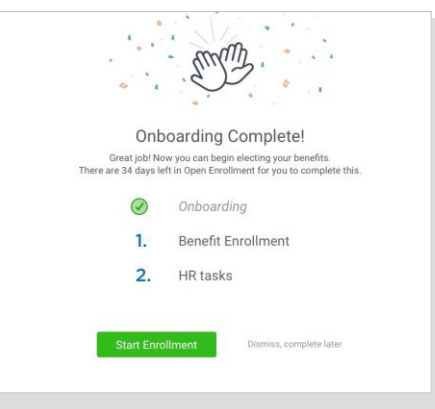 Onboarding Complete!
Great job! Now you can begin electing your benefits.
There are 34 days left in Open Enrollment for you to complete this.
Onboarding
1. Benefit Enrollment
2. HR tasks
Start Enrollment Dismiss, complete later